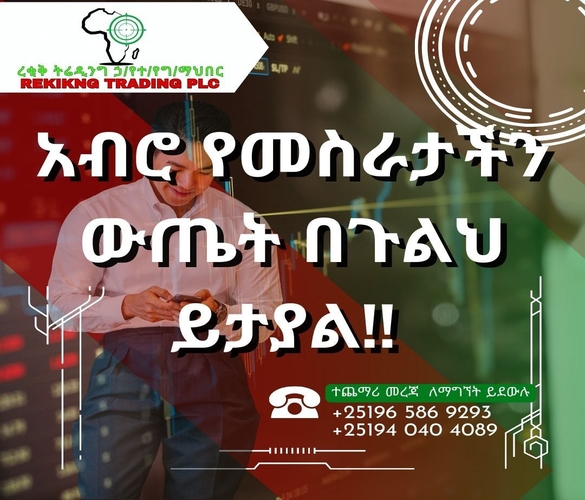 ረቂቅ ትሬዲንግ ኃ/የተ/የግ/ማህበር
REKIKNG TRADING PLC
አብሮ የመስራታችን
ውጤት በጉልህ
ይታያል!!
ተጨማሪ መረጃ ለማግኘት ይደውሉ
+25196 586 9293
+25194 040 4089